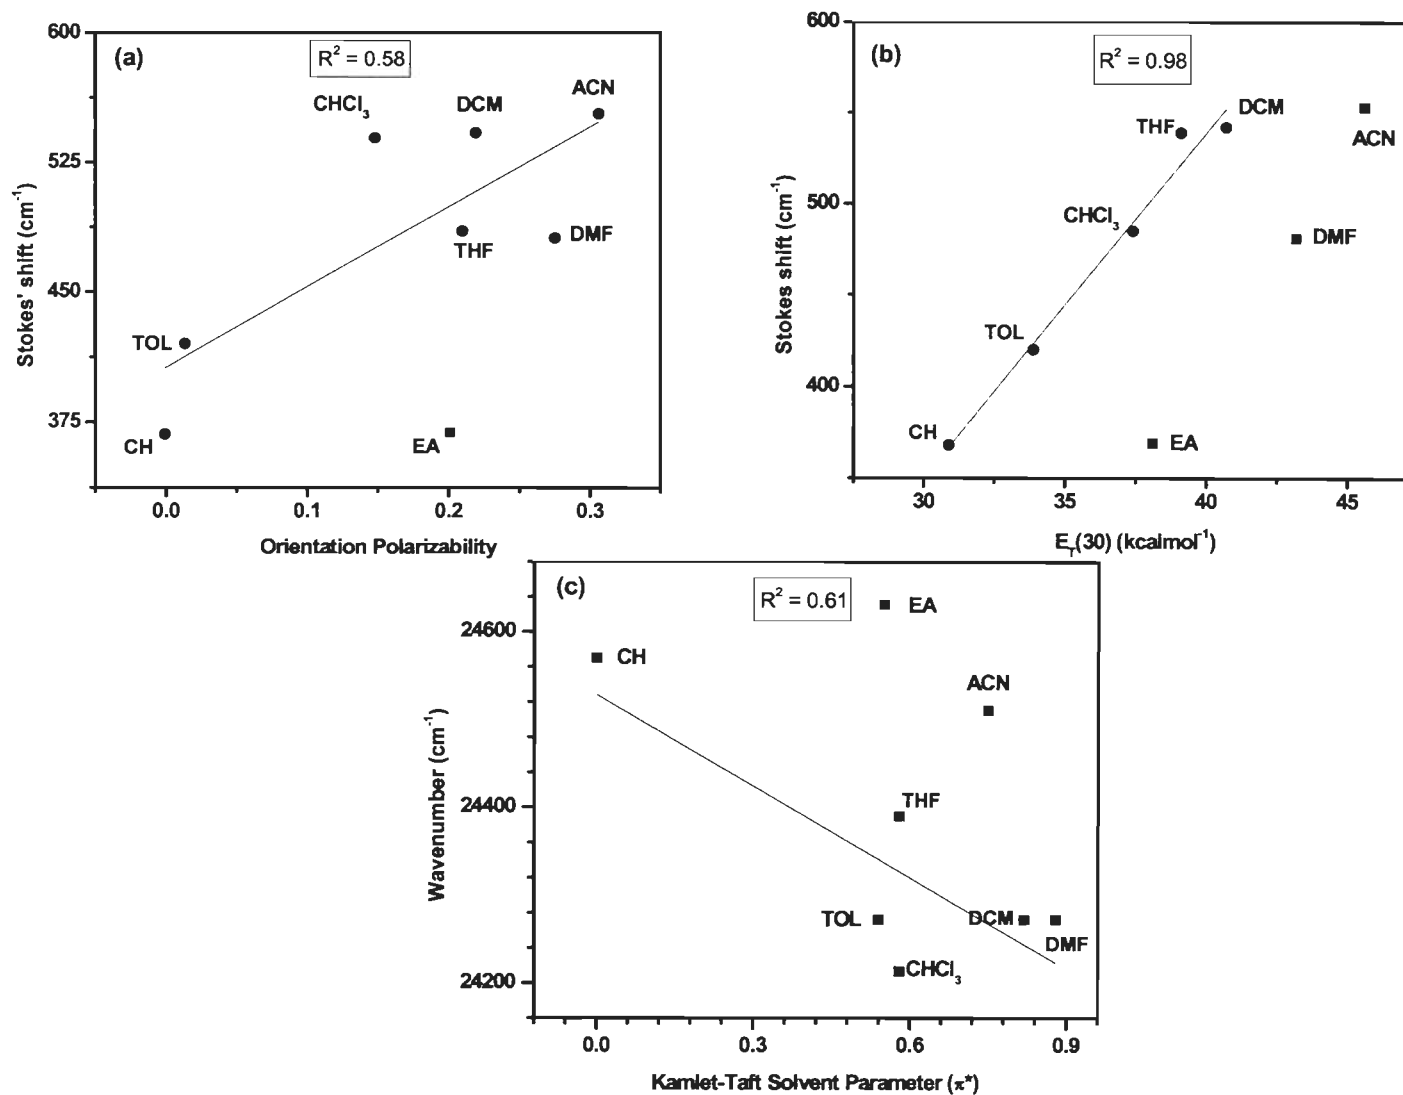 (a)
R² = 0.58
600
525
450
375
Stokes' shift (cm⁻¹)
CHCl₃
DCM
ACN
THF
DMF
TOL
CH
EA
0.0 0.1 0.2 0.3
Orientation Polarizability
(b)
R² = 0.98
600
500
400
Stokes shift (cm⁻¹)
THF
DCM
ACN
CHCl₃
DMF
TOL
CH
EA
30 35 40 45
E_T(30) (kcalmol⁻¹)
(c)
R² = 0.61
24600
24400
24200
Wavenumber (cm⁻¹)
EA
CH
ACN
THF
TOL
DCM
DMF
CHCl₃
0.0 0.3 0.6 0.9
Kamlet-Taft Solvent Parameter (π*)